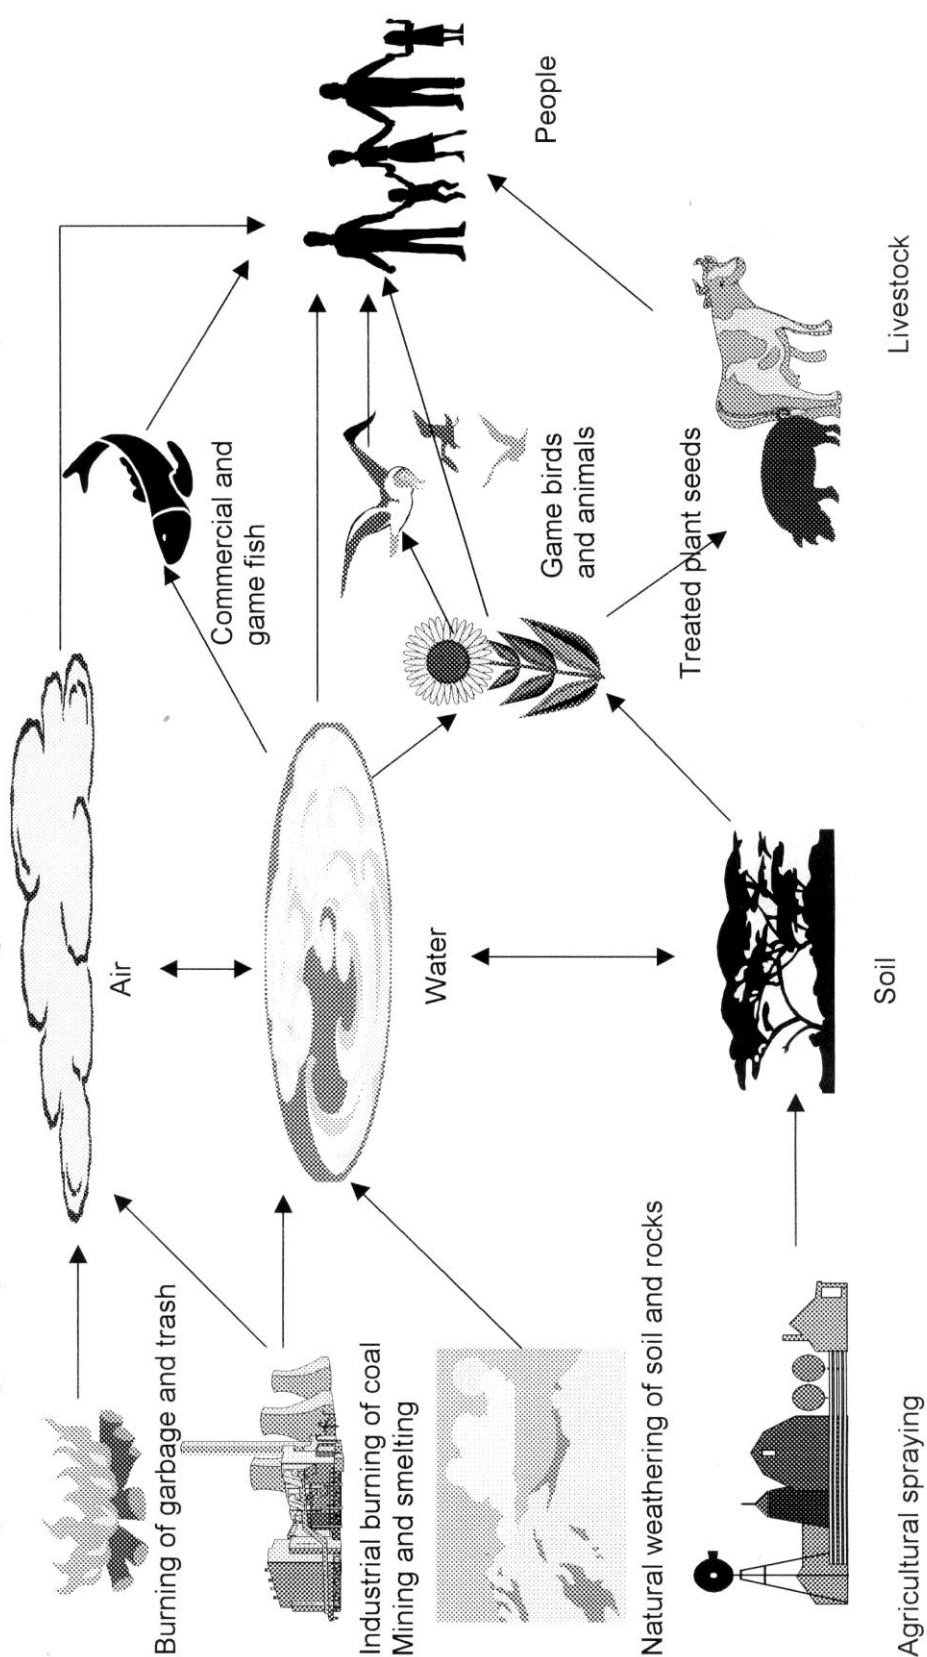 Air
Burning of garbage and trash
Commercial and
game fish
People
Industrial burning of coal
Mining and smelting
Water
Game birds
and animals
Natural weathering of soil and rocks
Treated plant seeds
Agricultural spraying
Soil
Livestock